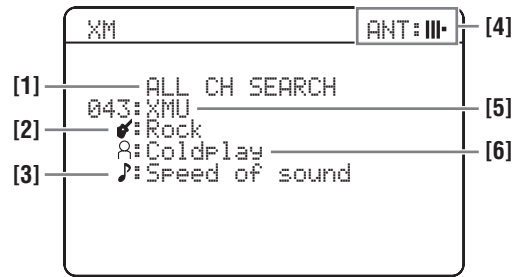 XM ANT: [4]
[1] ALL CH SEARCH
043:XMU [5]
[2] :Rock
:Coldplay [6]
[3] :Speed of sound